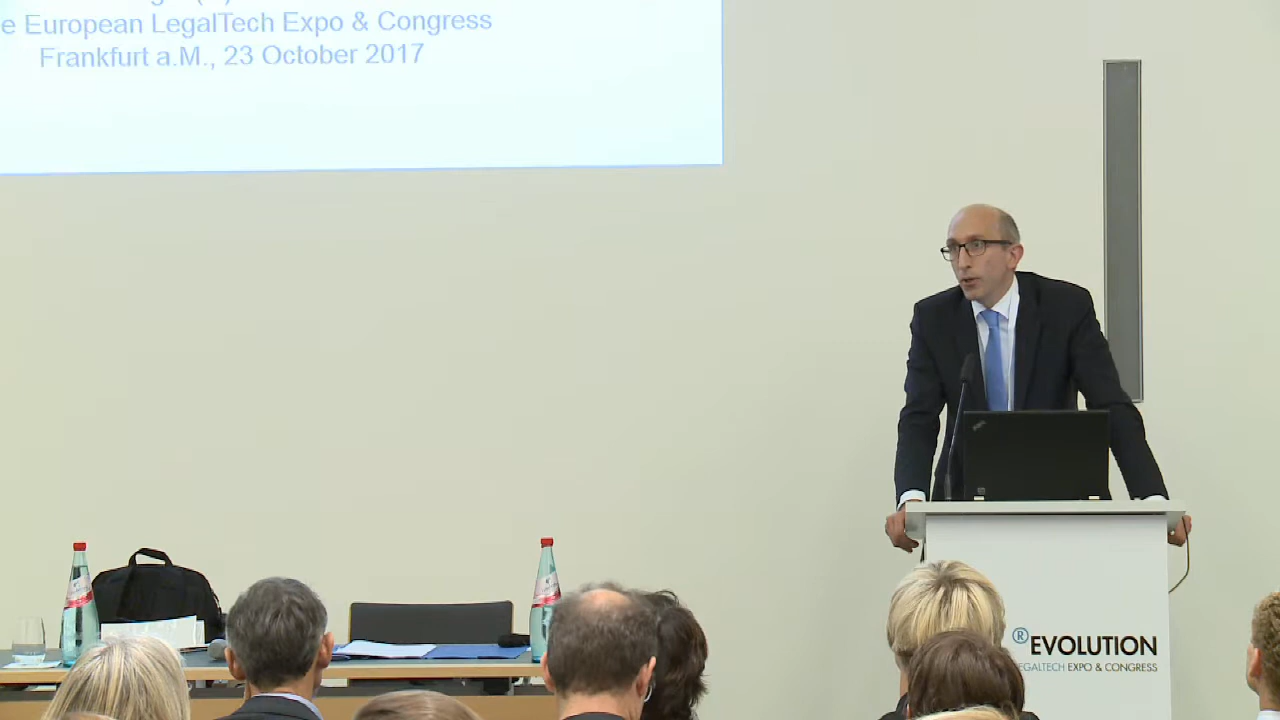 e European LegalTech Expo & Congress
Frankfurt a.M., 23 October 2017
®EVOLUTION
EGALTECH EXPO & CONGRESS